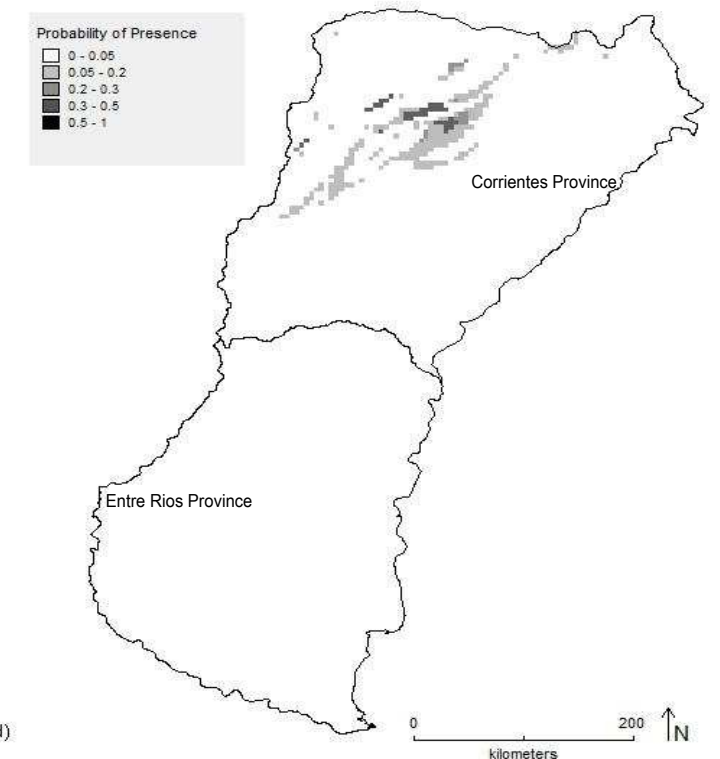 Probability of Presence
0 - 0.05
0.05 - 0.2
0.2 - 0.3
0.3 - 0.5
0.5 - 1
Corrientes Province
Entre Rios Province
0 200
N
kilometers